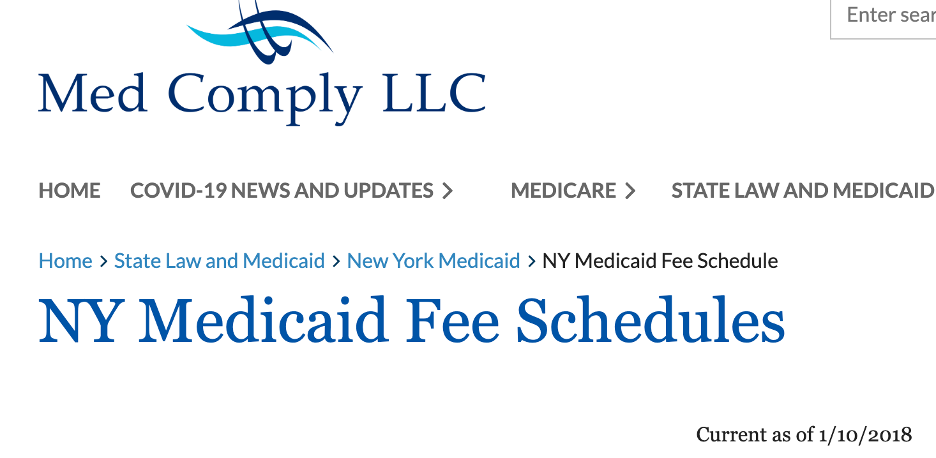 Enter sear
Med Comply LLC
HOME COVID-19 NEWS AND UPDATES MEDICARE STATE LAW AND MEDICAID
Home > State Law and Medicaid > New York Medicaid > NY Medicaid Fee Schedule
NY Medicaid Fee Schedules
Current as of 1/10/2018